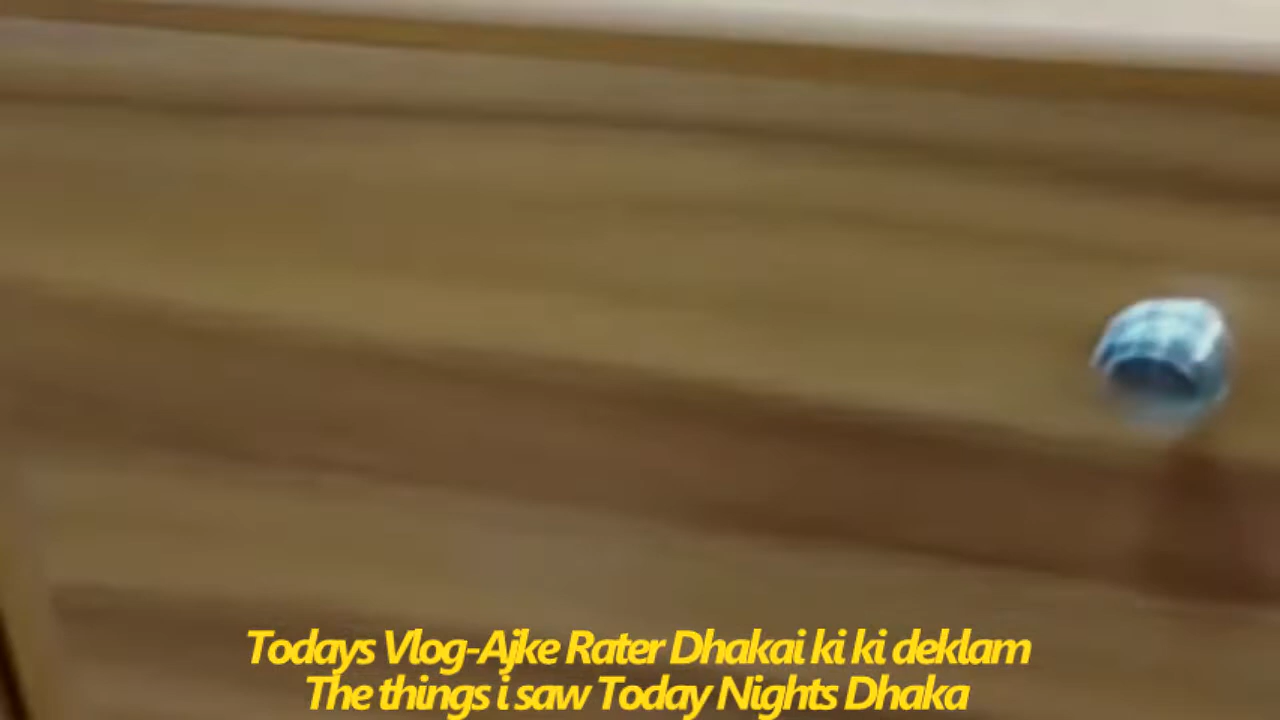 Todays Vlog-Ajke Rater Dhakai ki ki deklam
The things i saw Today Nights Dhaka